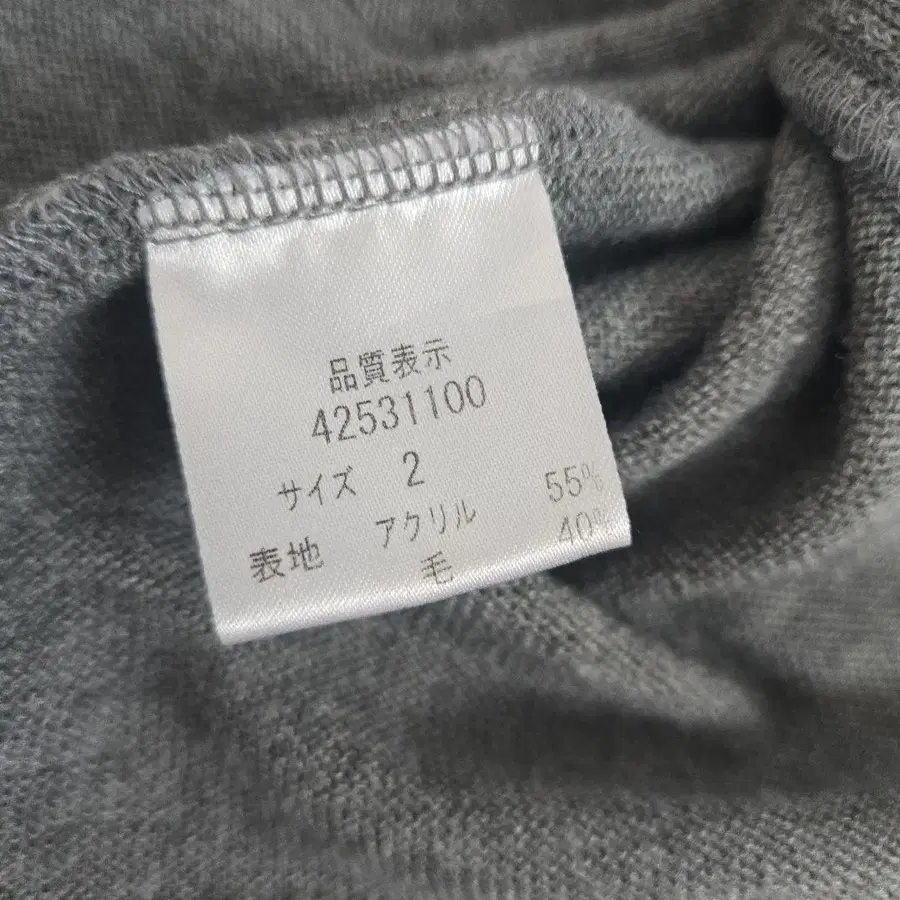 品質表示
42531100
サイズ 2
表地 アクリル 55%
毛 40%